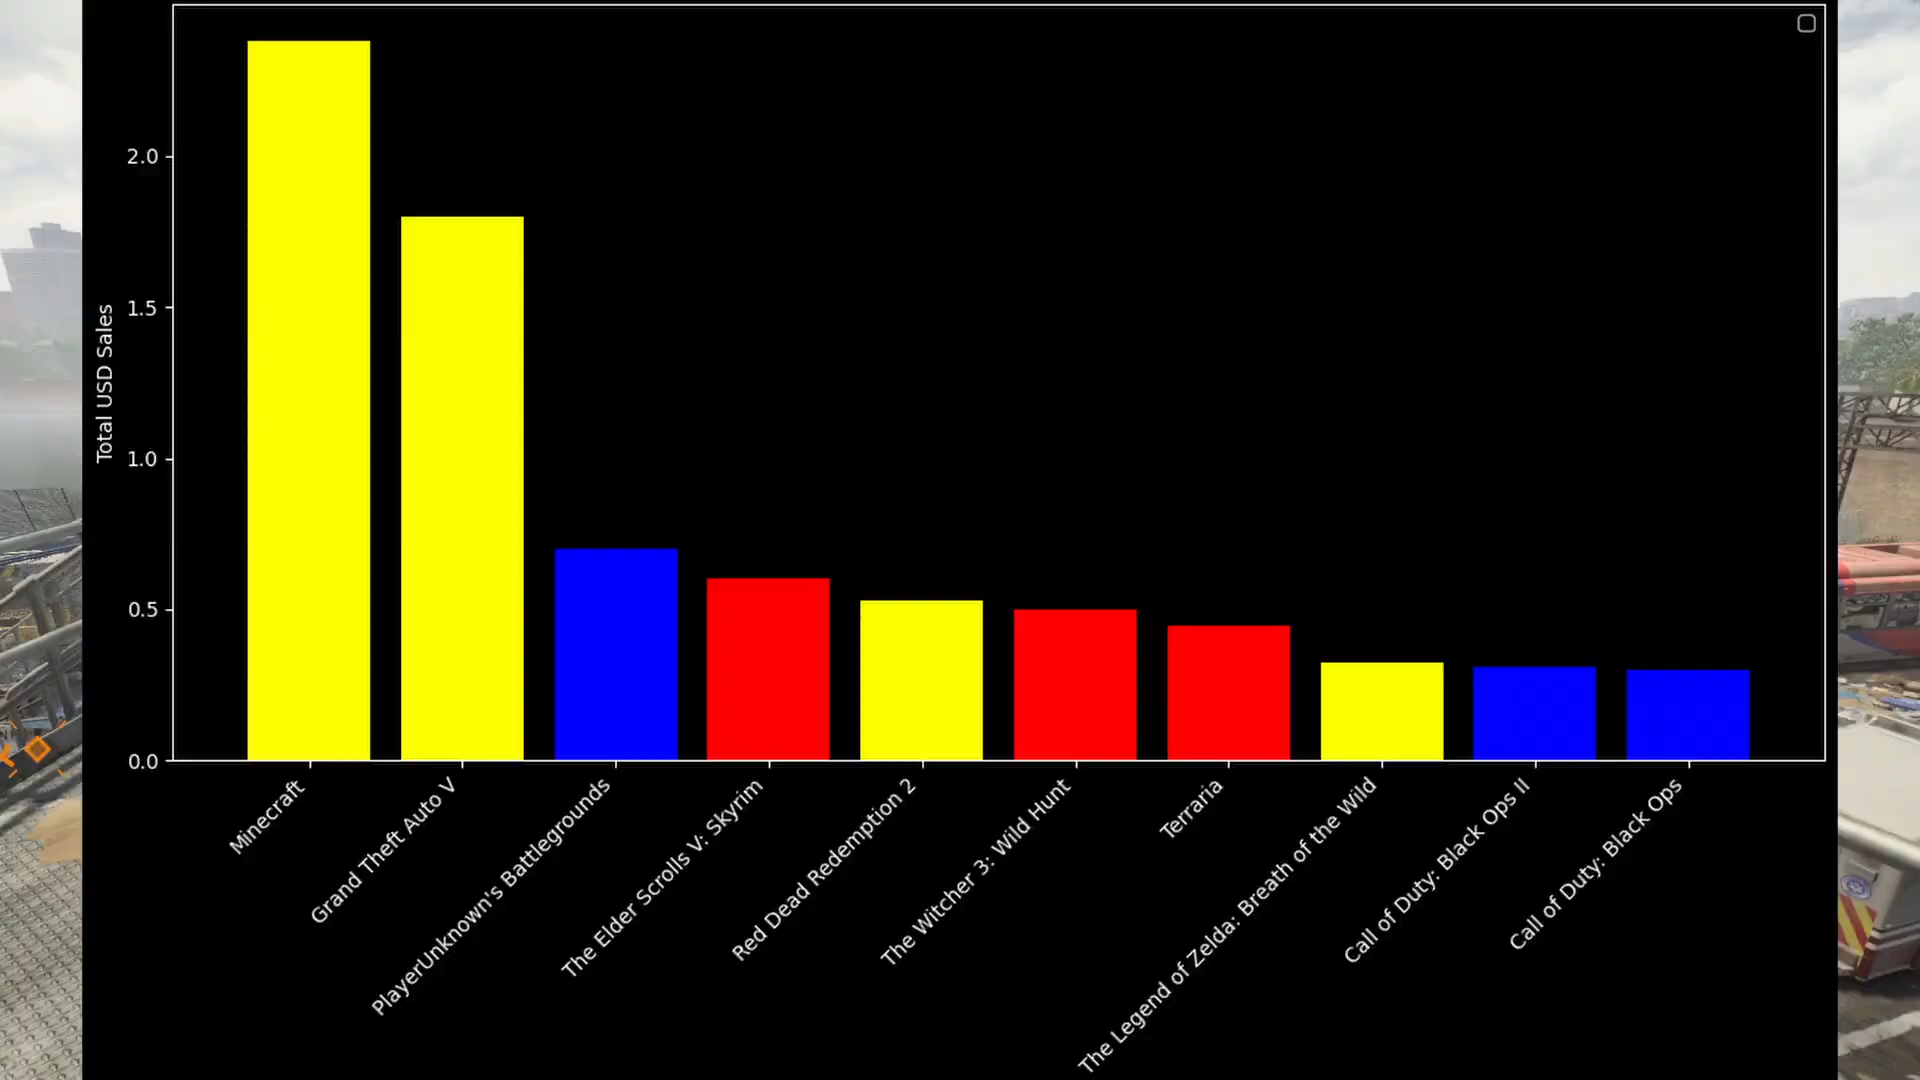 Total USD Sales
2.0
1.5
1.0
0.5
0.0
Minecraft
Grand Theft Auto V
PlayerUnknown's Battlegrounds
The Elder Scrolls V: Skyrim
Red Dead Redemption 2
The Witcher 3: Wild Hunt
Terraria
The Legend of Zelda: Breath of the Wild
Call of Duty: Black Ops II
Call of Duty: Black Ops